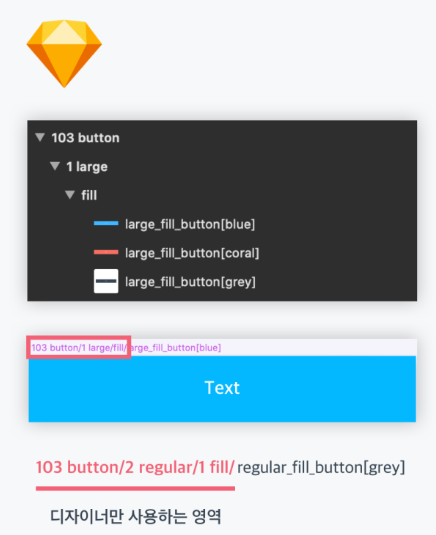 103 button
1 large
fill
large_fill_button[blue]
large_fill_button[coral]
large_fill_button[grey]
103 button/1 large/fill/large_fill_button[blue]
Text
103 button/2 regular/1 fill/regular_fill_button[grey]
디자이너만 사용하는 영역